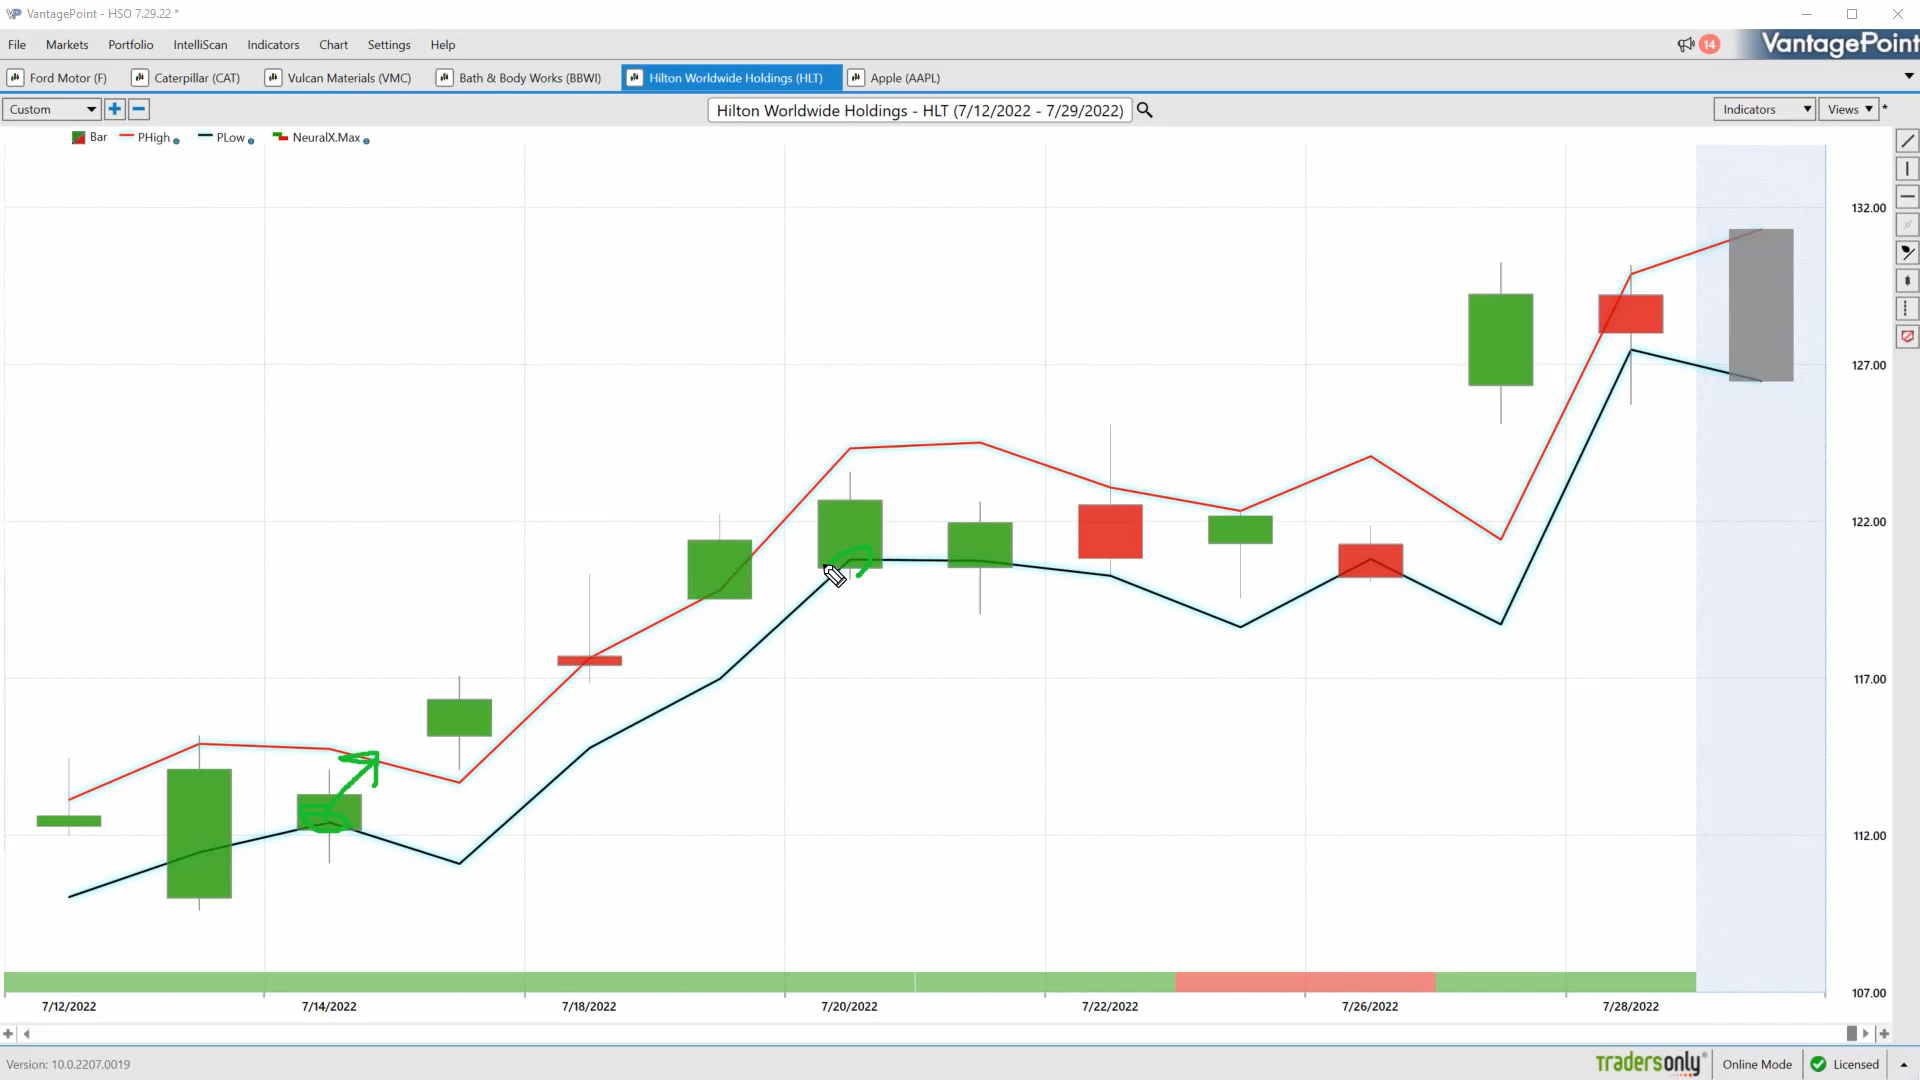 VP VantagePoint - HSO 7.29.22 *
File Markets Portfolio IntelliScan Indicators Chart Settings Help
14 VantagePoint
Ford Motor (F) Caterpillar (CAT) Vulcan Materials (VMC) Bath & Body Works (BBWI) Hilton Worldwide Holdings (HLT) Apple (AAPL)
Custom Hilton Worldwide Holdings - HLT (7/12/2022 - 7/29/2022) Indicators Views *
Bar PHigh PLow NeuralX.Max
132.00
127.00
122.00
117.00
112.00
107.00
7/12/2022 7/14/2022 7/18/2022 7/20/2022 7/22/2022 7/26/2022 7/28/2022
Version: 10.0.2207.0019 tradersonly Online Mode Licensed